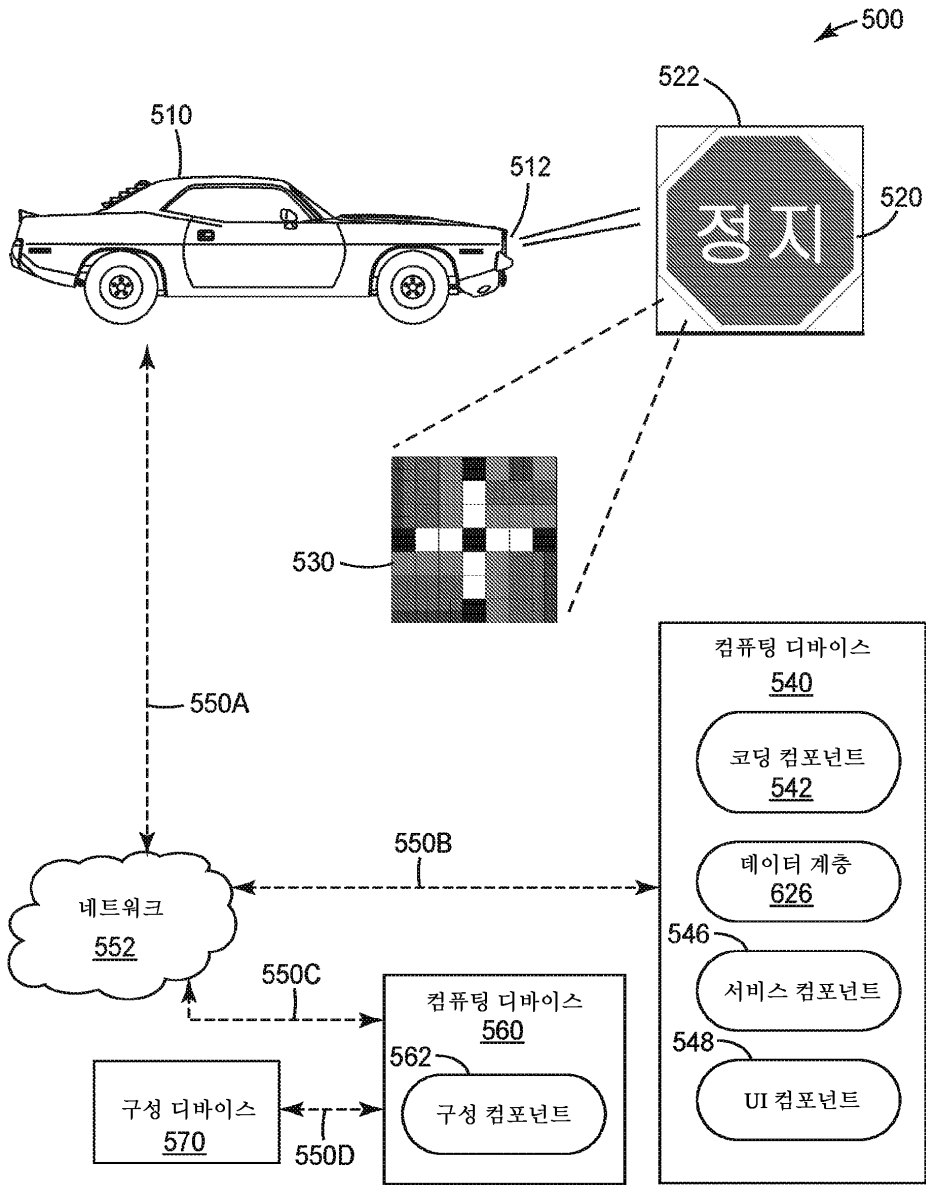 500
522
510
512
520
정지
530
550A
컴퓨팅 디바이스
540
코딩 컴포넌트
542
550B
데이터 계층
626
네트워크
552
546
서비스 컴포넌트
550C
컴퓨팅 디바이스
560
548
562
UI 컴포넌트
구성 디바이스
570
구성 컴포넌트
550D